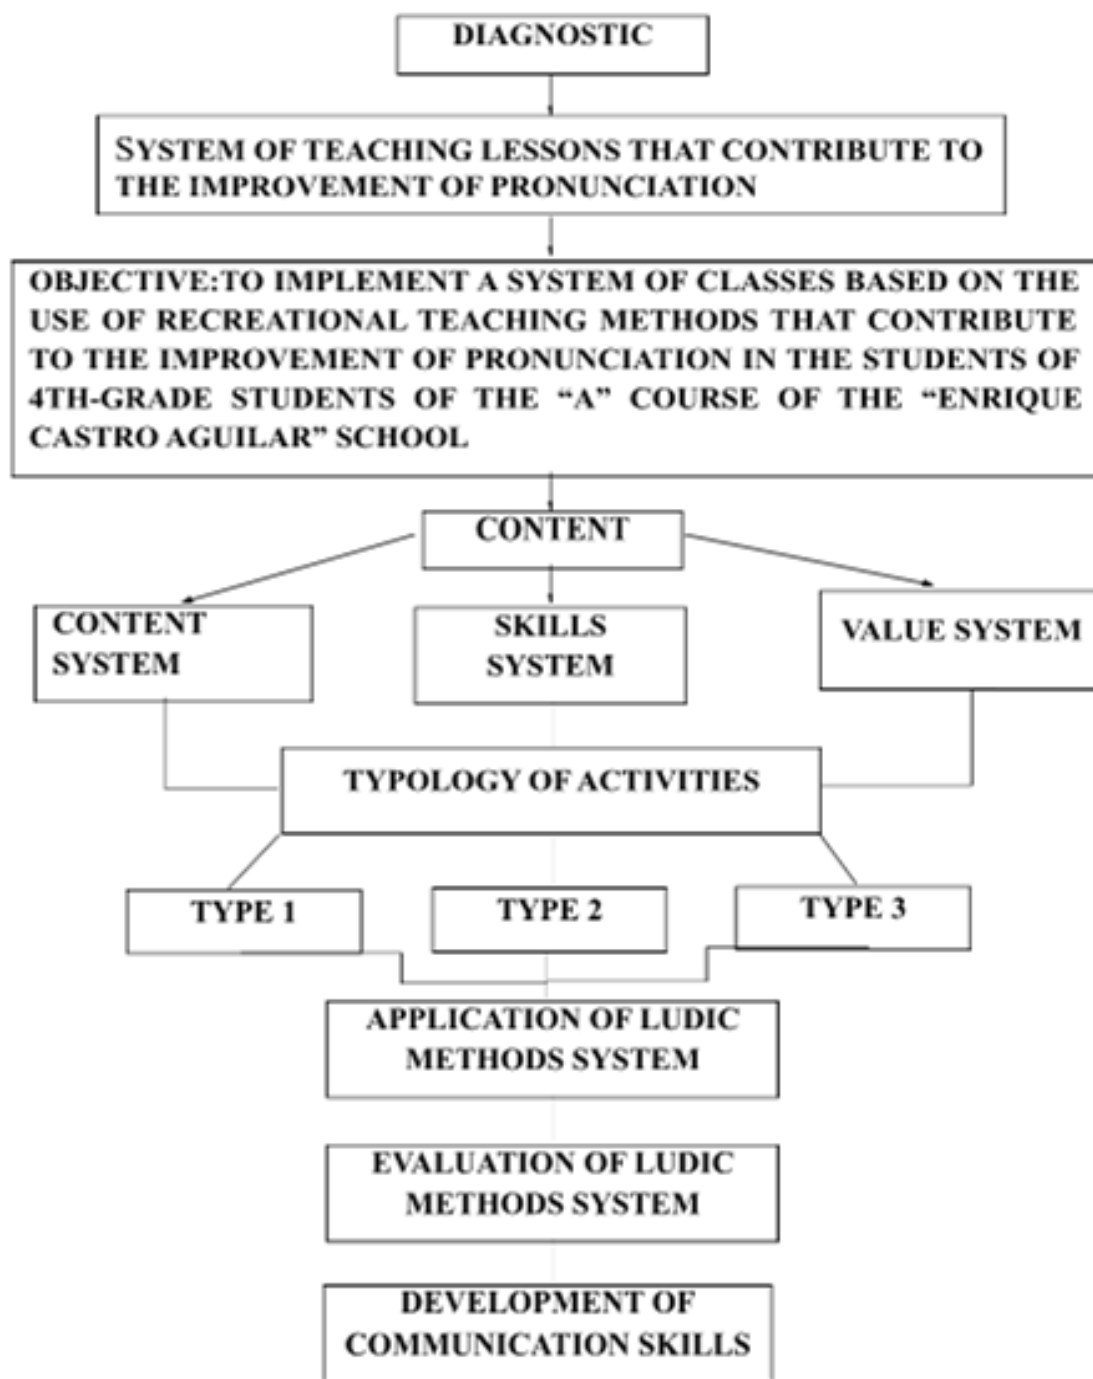 DIAGNOSTIC
SYSTEM OF TEACHING LESSONS THAT CONTRIBUTE TO
THE IMPROVEMENT OF PRONUNCIATION
OBJECTIVE:TO IMPLEMENT A SYSTEM OF CLASSES BASED ON THE
USE OF RECREATIONAL TEACHING METHODS THAT CONTRIBUTE
TO THE IMPROVEMENT OF PRONUNCIATION IN THE STUDENTS OF
4TH-GRADE STUDENTS OF THE “A” COURSE OF THE “ENRIQUE
CASTRO AGUILAR” SCHOOL
CONTENT
CONTENT
SYSTEM
SKILLS
SYSTEM
VALUE SYSTEM
TYPOLOGY OF ACTIVITIES
TYPE 1
TYPE 2
TYPE 3
APPLICATION OF LUDIC
METHODS SYSTEM
EVALUATION OF LUDIC
METHODS SYSTEM
DEVELOPMENT OF
COMMUNICATION SKILLS